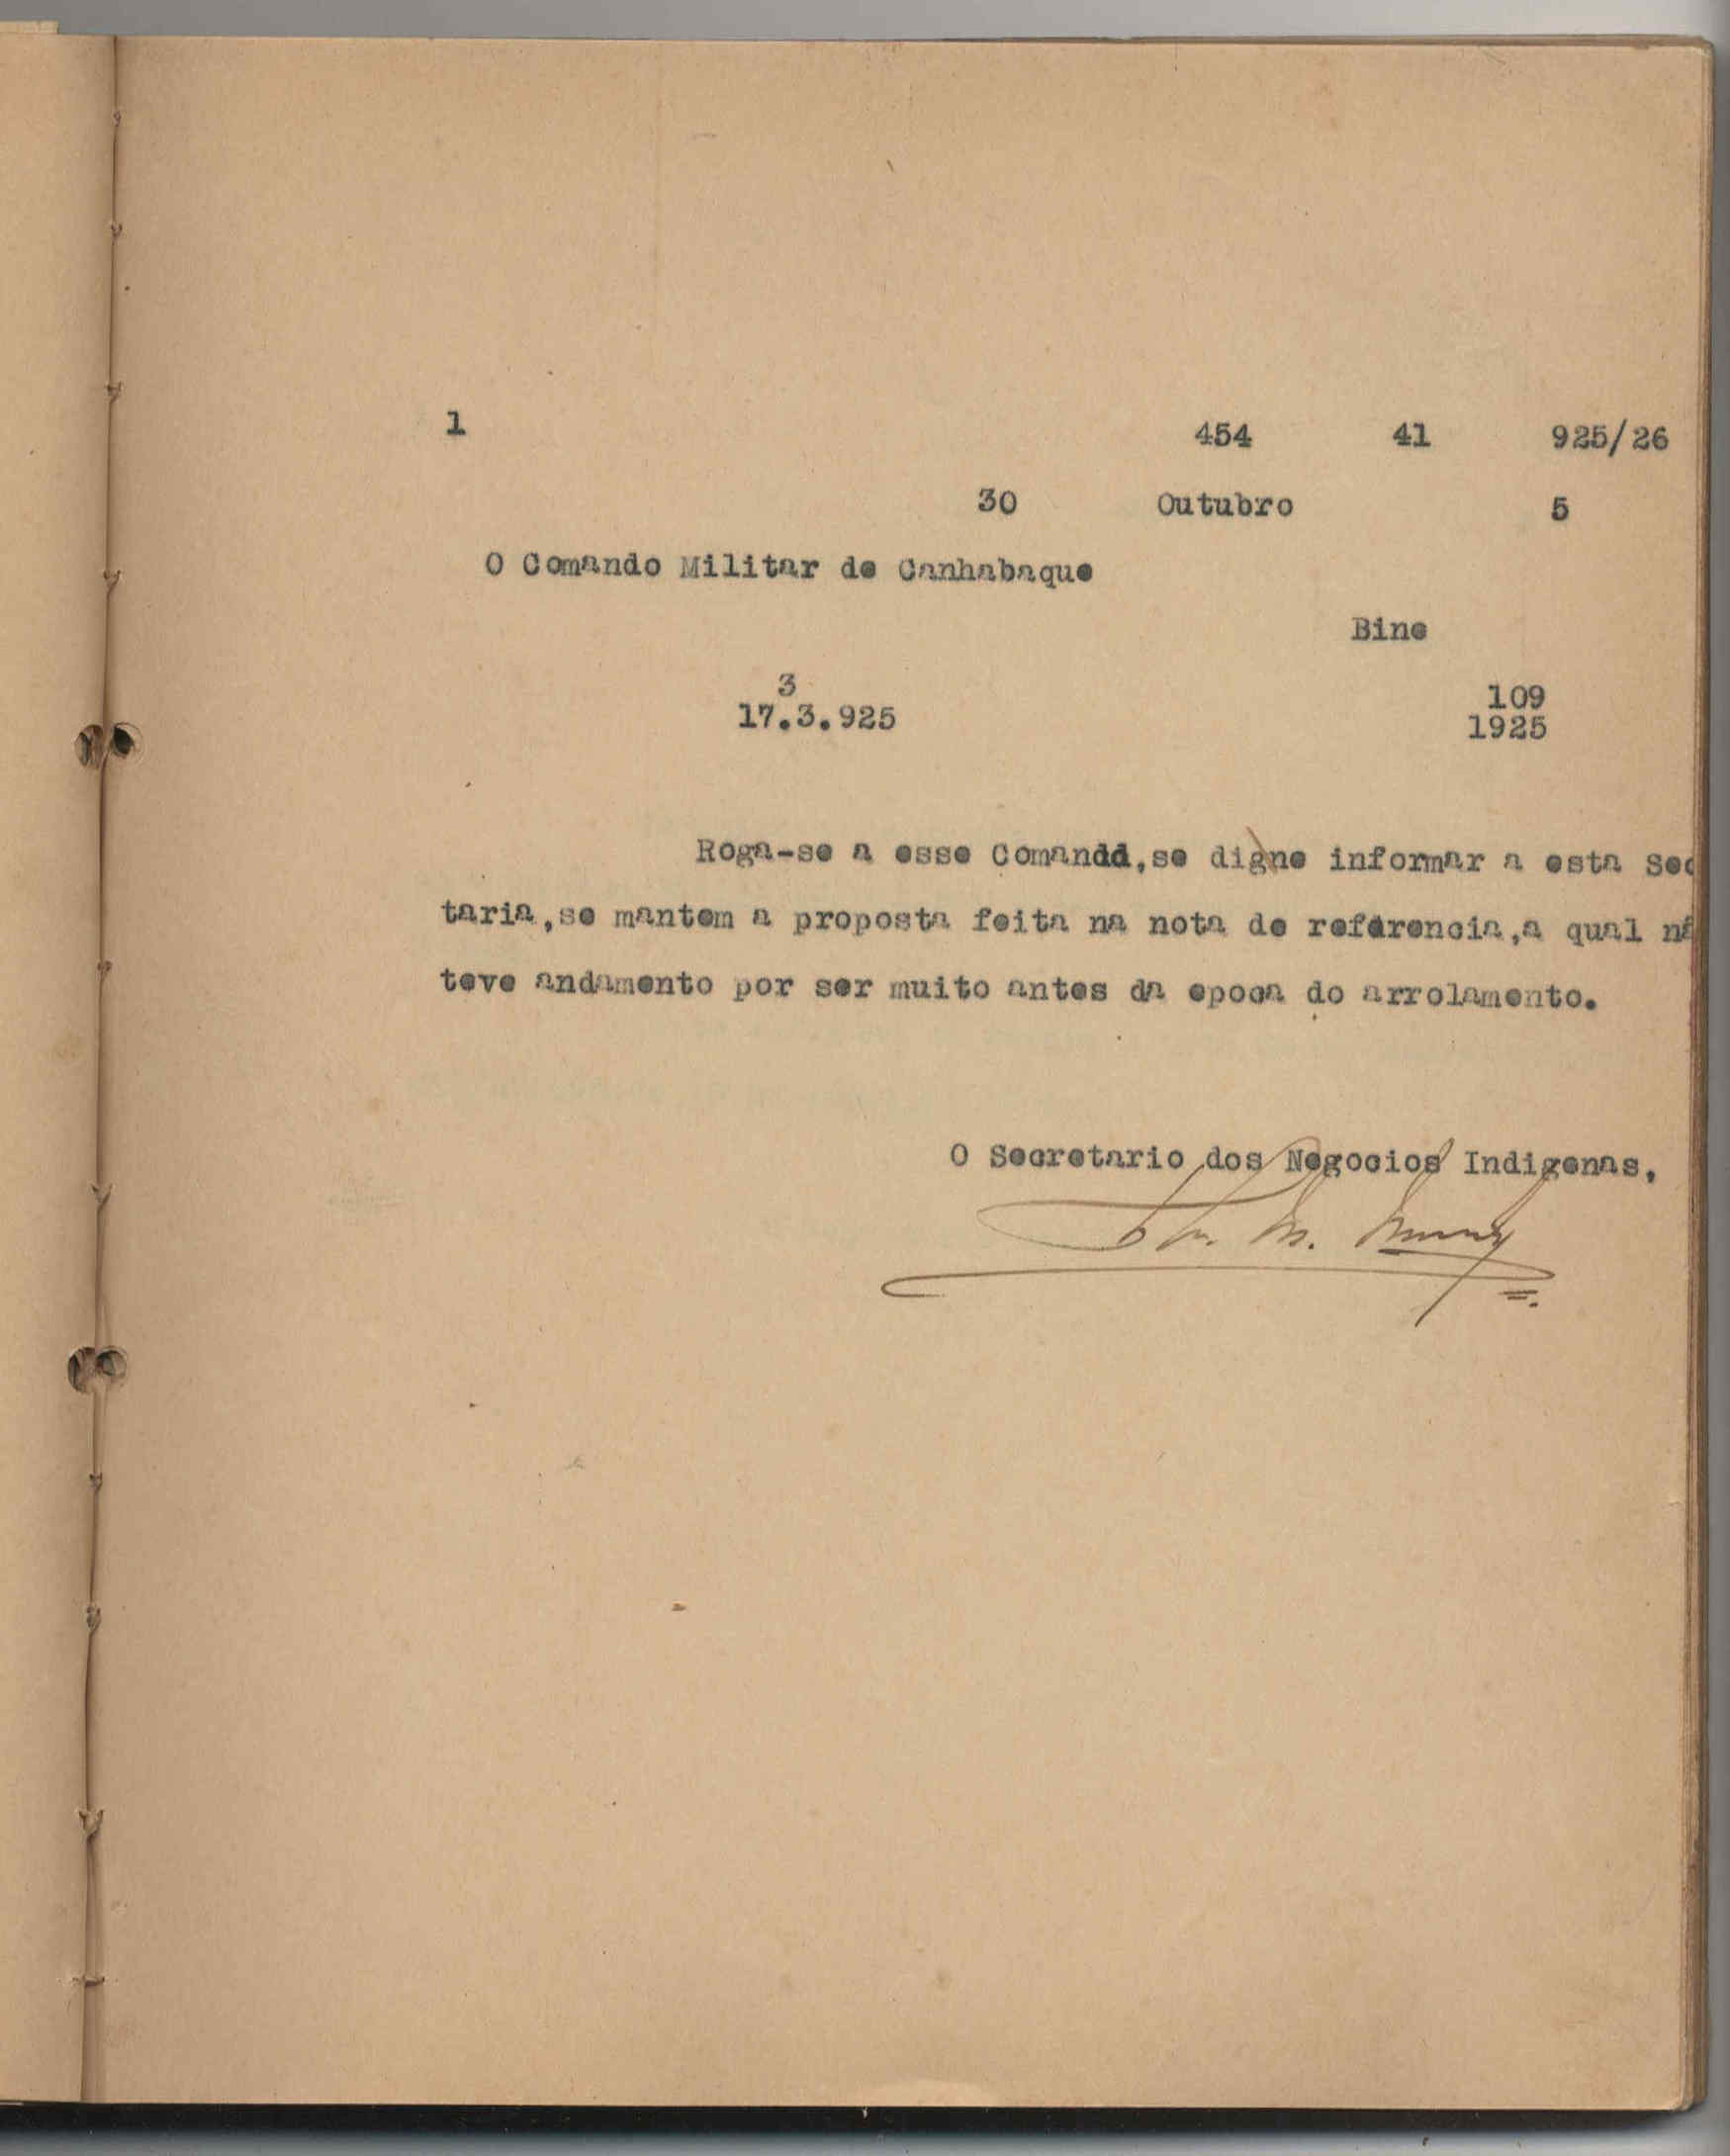 1 454 41 925/26
30 Outubro 5
O Comando Militar de Canhabaque
Bine
3 109
17.3.925 1925
Roga-se a esse Comandd,se digne informar a esta Sec
taria,se mantem a proposta feita na nota de referencia,a qual nã
teve andamento por ser muito antes da epoca do arrolamento.
O Secretario dos Negocios Indigenas,